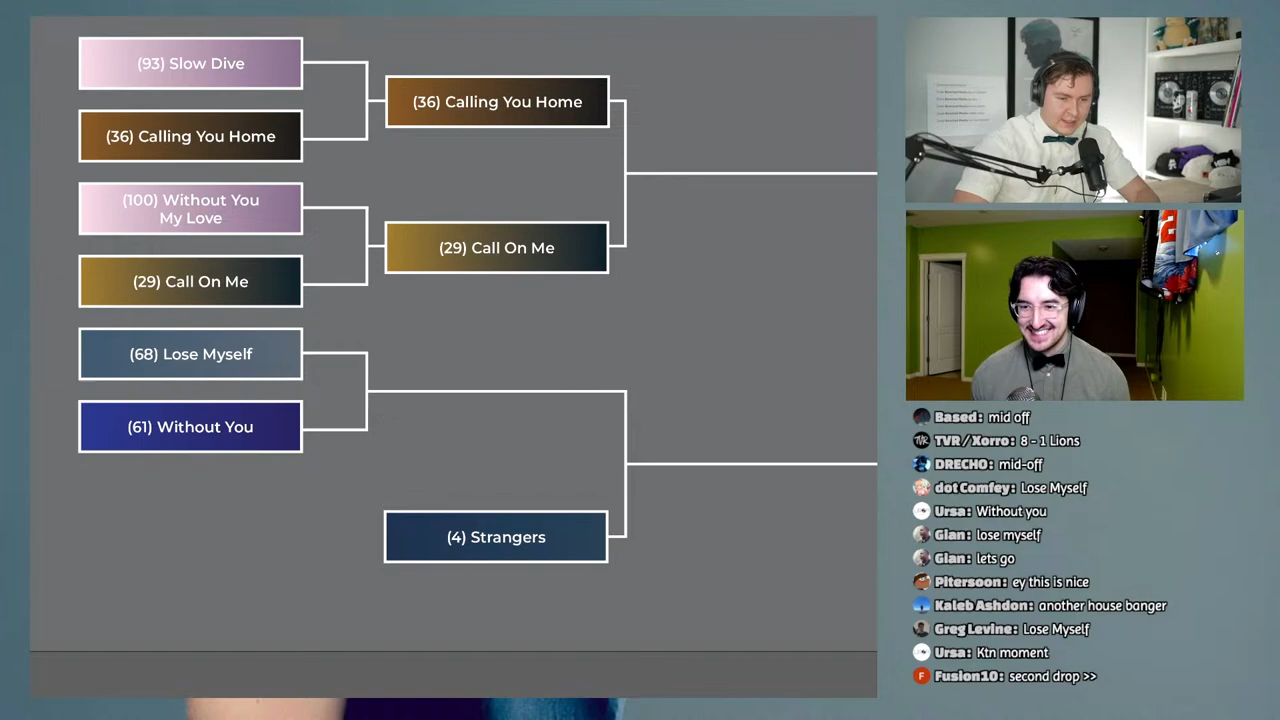 (93) Slow Dive
(36) Calling You Home
(100) Without You
My Love
(29) Call On Me
(68) Lose Myself
(61) Without You
(36) Calling You Home
(29) Call On Me
(4) Strangers
Based: mid off
TVR/Xorro: 8 - 1 Lions
DRECHO: mid-off
dot Comfey: Lose Myself
Ursa: Without you
Gian: lose myself
Gian: lets go
Pitersoon: ey this is nice
Kaleb Ashdon: another house banger
Greg Levine: Lose Myself
Ursa: Ktn moment
F Fusion10: second drop >>